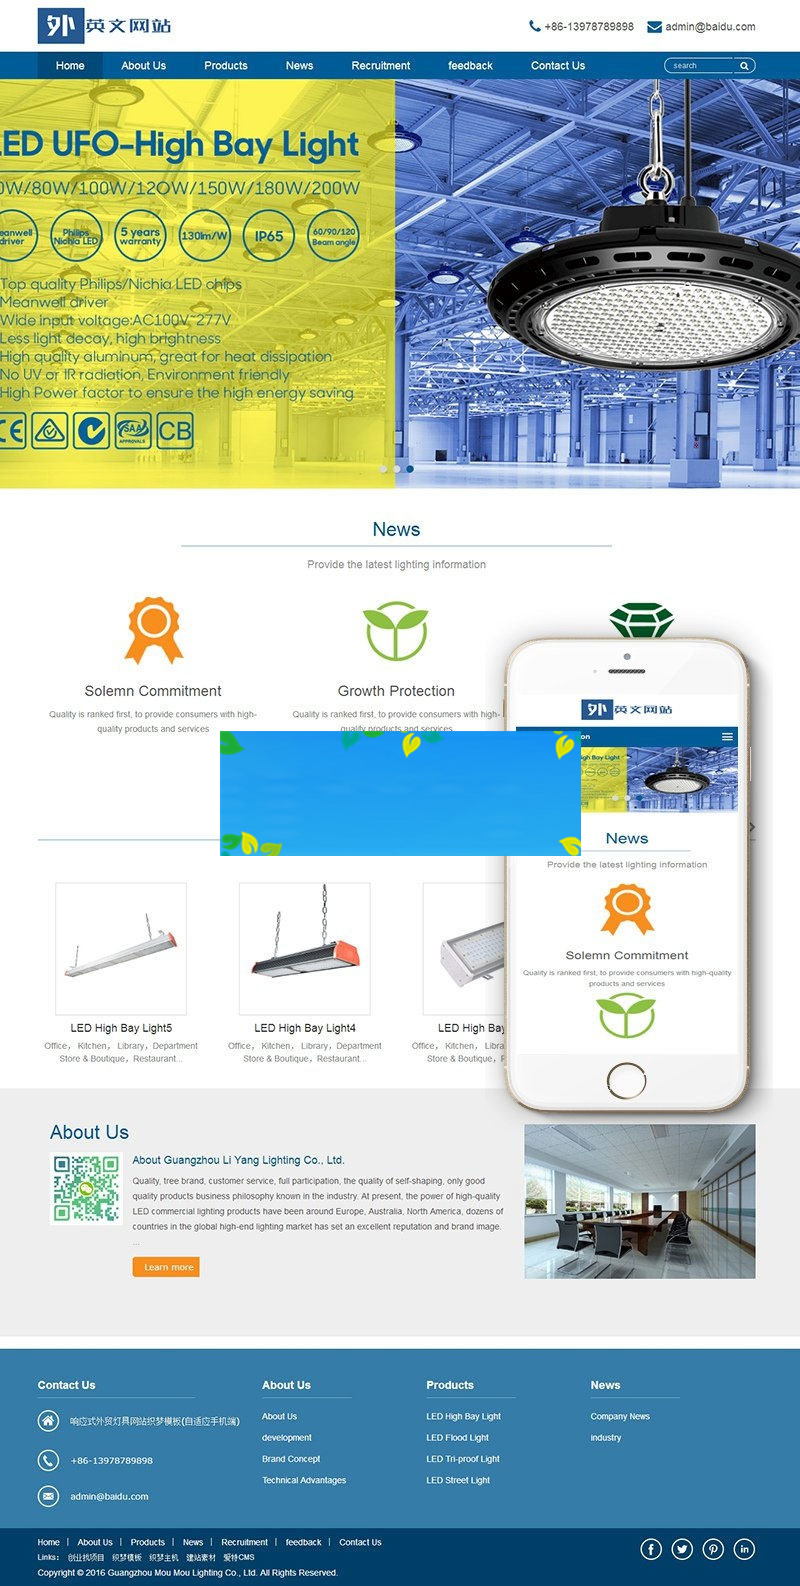 外 英文网站
+86-13978789898 admin@baidu.com
Home About Us Products News Recruitment feedback Contact Us search
LED UFO-High Bay Light
0W/80W/100W/120W/150W/180W/200W
eanwell driver
Philips Nichia LED
5 years warranty
130lm/W
IP65
60/90/120 Beam angle
Top quality Philips/Nichia LED chips
Meanwell driver
Wide input voltage:AC100V~277V
Less light decay, high brightness
High quality aluminum, great for heat dissipation
No UV or IR radiation, Environment friendly
High Power factor to ensure the high energy saving
CE SAA APPROVALS CB
News
Provide the latest lighting information
Solemn Commitment
Quality is ranked first, to provide consumers with high-
quality products and services
Growth Protection
Quality is ranked first, to provide consumers with high-
quality products and services
外 英文网站
on
High Bay Light
News
Provide the latest lighting information
Solemn Commitment
Quality is ranked first, to provide consumers with high-quality
products and services
LED High Bay Light5
Office, Kitchen, Library, Department
Store & Boutique, Restaurant...
LED High Bay Light4
Office, Kitchen, Library, Department
Store & Boutique, Restaurant...
LED High Bay
Office, Kitchen, Libra
Store & Boutique, R
About Us
About Guangzhou Li Yang Lighting Co., Ltd.
Quality, tree brand, customer service, full participation, the quality of self-shaping, only good
quality products business philosophy known in the industry. At present, the power of high-quality
LED commercial lighting products have been around Europe, Australia, North America, dozens of
countries in the global high-end lighting market has set an excellent reputation and brand image.
...
Learn more
Contact Us
响应式外贸灯具网站织梦模板(自适应手机端)
+86-13978789898
admin@baidu.com
About Us
About Us
development
Brand Concept
Technical Advantages
Products
LED High Bay Light
LED Flood Light
LED Tri-proof Light
LED Street Light
News
Company News
industry
Home | About Us | Products | News | Recruitment | feedback | Contact Us
Links: 创业找项目 织梦模板 织梦主机 建站素材 爱特CMS
Copyright © 2016 Guangzhou Mou Mou Lighting Co., Ltd. All Rights Reserved.